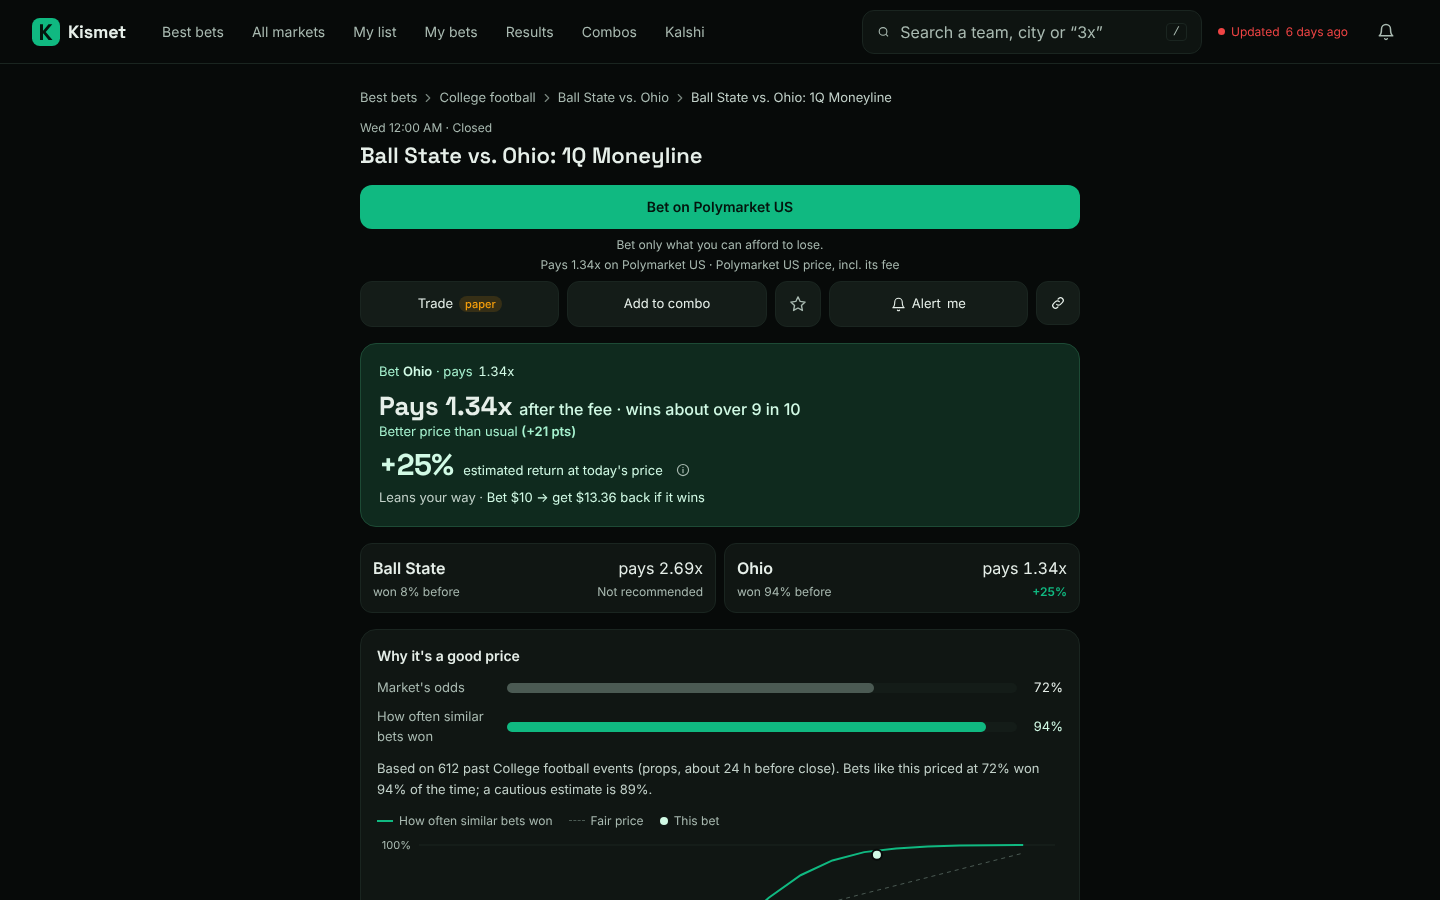 Kismet
Best bets
All markets
My list
My bets
Results
Combos
Kalshi
Search a team, city or “3x”
/
Updated 6 days ago
Best bets > College football > Ball State vs. Ohio > Ball State vs. Ohio: 1Q Moneyline
Wed 12:00 AM · Closed
Ball State vs. Ohio: 1Q Moneyline
Bet on Polymarket US
Bet only what you can afford to lose.
Pays 1.34x on Polymarket US · Polymarket US price, incl. its fee
Trade paper
Add to combo
Alert me
Bet Ohio · pays 1.34x
Pays 1.34x after the fee · wins about over 9 in 10
Better price than usual (+21 pts)
+25% estimated return at today's price
Leans your way · Bet $10 → get $13.36 back if it wins
Ball State pays 2.69x
won 8% before Not recommended
Ohio pays 1.34x
won 94% before +25%
Why it's a good price
Market's odds 72%
How often similar
bets won 94%
Based on 612 past College football events (props, about 24 h before close). Bets like this priced at 72% won
94% of the time; a cautious estimate is 89%.
How often similar bets won
Fair price
This bet
100%